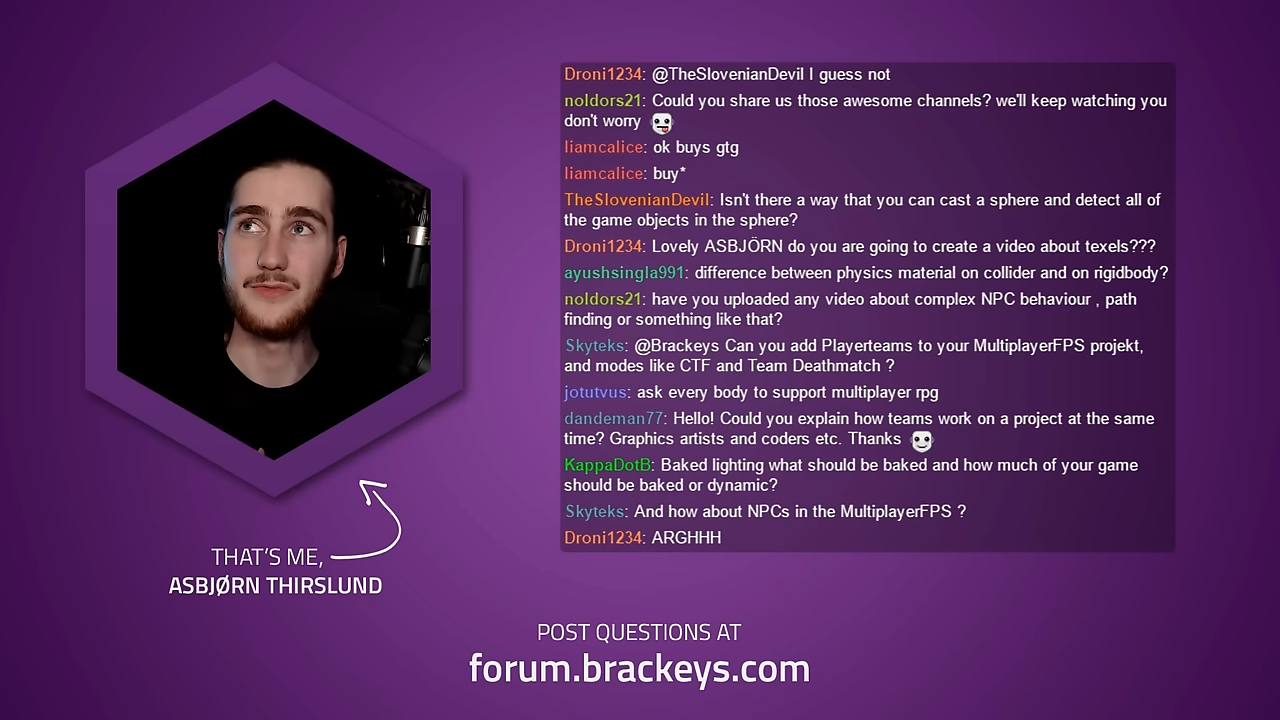 Droni1234: @TheSlovenianDevil I guess not
noldors21: Could you share us those awesome channels? we'll keep watching you
don't worry
liamcalice: ok buys gtg
liamcalice: buy*
TheSlovenianDevil: Isn't there a way that you can cast a sphere and detect all of
the game objects in the sphere?
Droni1234: Lovely ASBJÖRN do you are going to create a video about texels???
ayushsingla991: difference between physics material on collider and on rigidbody?
noldors21: have you uploaded any video about complex NPC behaviour , path
finding or something like that?
Skyteks: @Brackeys Can you add Playerteams to your MultiplayerFPS projekt,
and modes like CTF and Team Deathmatch ?
jotutvus: ask every body to support multiplayer rpg
dandeman77: Hello! Could you explain how teams work on a project at the same
time? Graphics artists and coders etc. Thanks
KappaDotB: Baked lighting what should be baked and how much of your game
should be baked or dynamic?
Skyteks: And how about NPCs in the MultiplayerFPS ?
Droni1234: ARGHHH
THAT'S ME,
ASBJØRN THIRSLUND
POST QUESTIONS AT
forum.brackeys.com